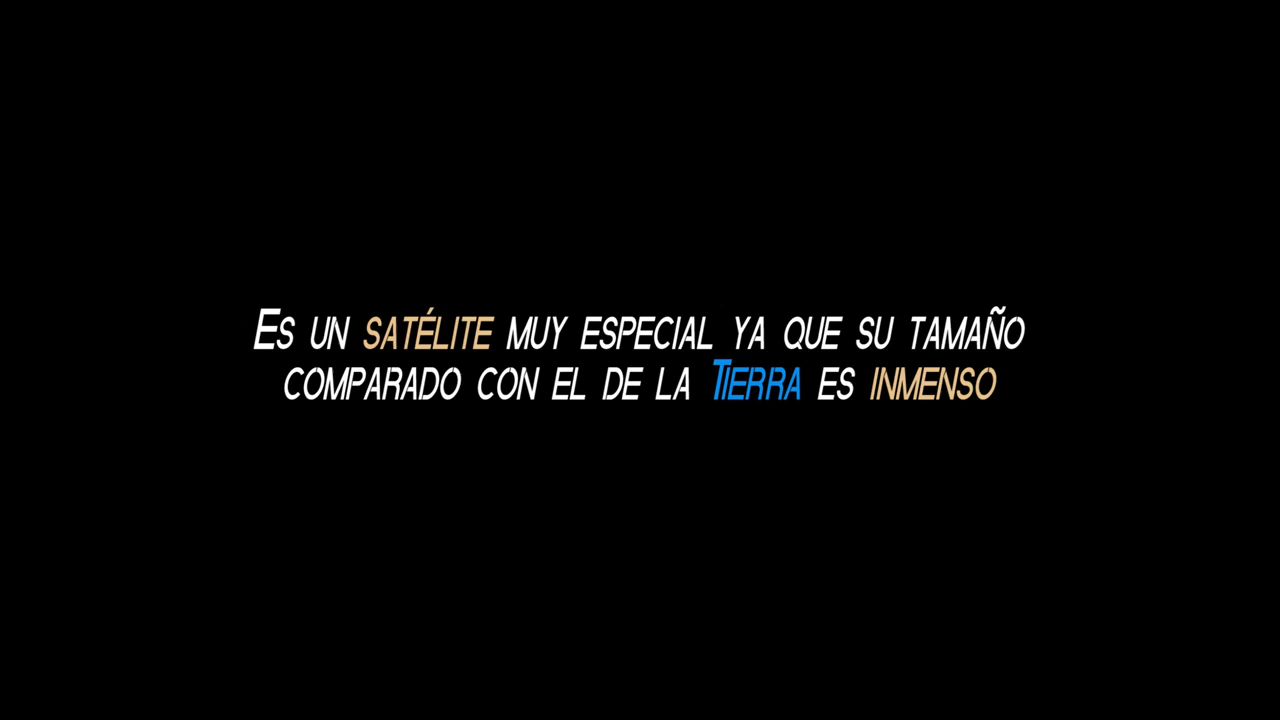 Es un satélite muy especial ya que su tamaño
comparado con el de la Tierra es inmenso